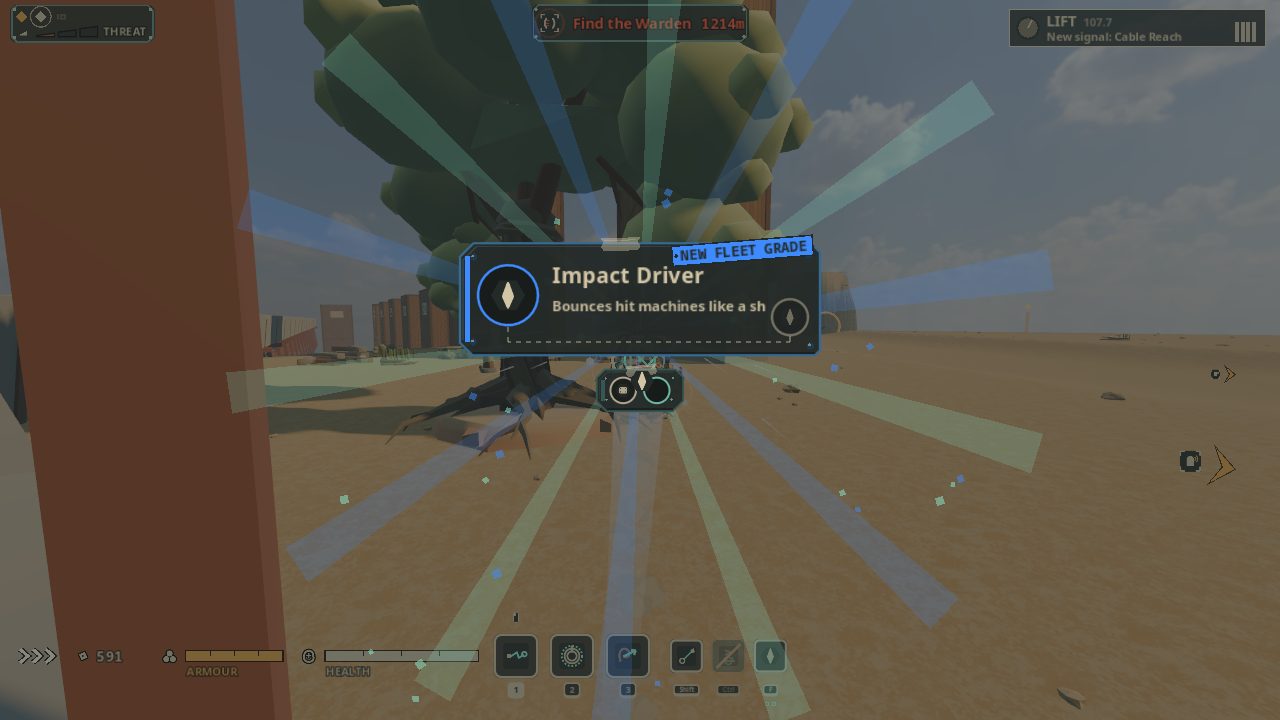 THREAT
Find the Warden 1214m
LIFT 107.7
New signal: Cable Reach
NEW FLEET GRADE
Impact Driver
Bounces hit machines like a sh
591
ARMOUR
HEALTH
1
2
3
Shift
Ctrl
F